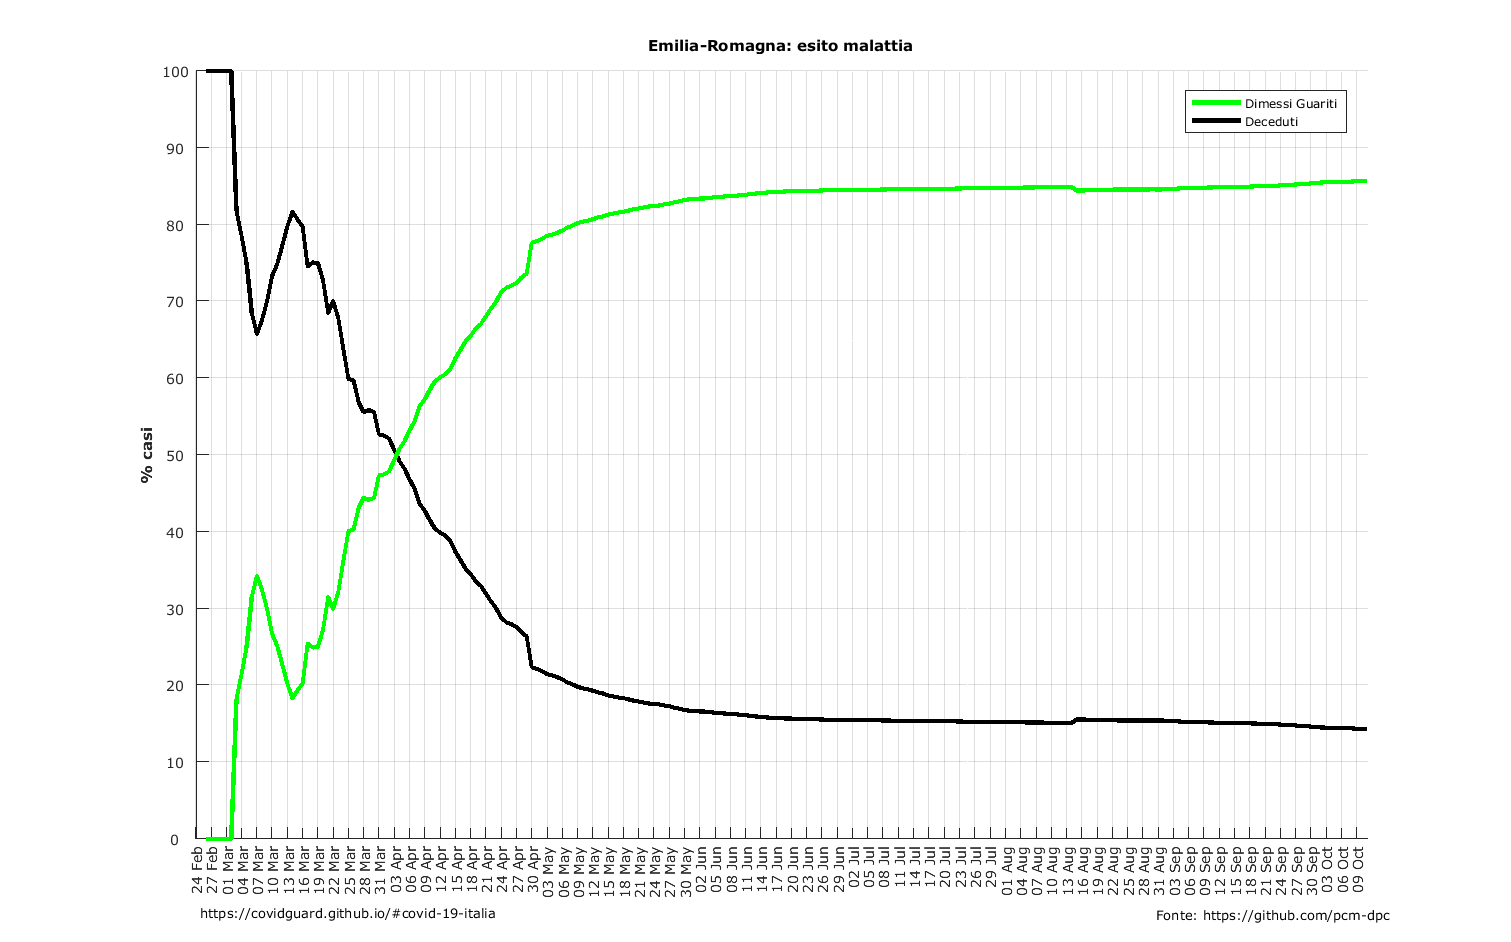 Emilia-Romagna: esito malattia
Dimessi Guariti
Deceduti
% casi
100
90
80
70
60
50
40
30
20
10
0
24 Feb
27 Feb
01 Mar
04 Mar
07 Mar
10 Mar
13 Mar
16 Mar
19 Mar
22 Mar
25 Mar
28 Mar
31 Mar
03 Apr
06 Apr
09 Apr
12 Apr
15 Apr
18 Apr
21 Apr
24 Apr
27 Apr
30 Apr
03 May
06 May
09 May
12 May
15 May
18 May
21 May
24 May
27 May
30 May
02 Jun
05 Jun
08 Jun
11 Jun
14 Jun
17 Jun
20 Jun
23 Jun
26 Jun
29 Jun
02 Jul
05 Jul
08 Jul
11 Jul
14 Jul
17 Jul
20 Jul
23 Jul
26 Jul
29 Jul
01 Aug
04 Aug
07 Aug
10 Aug
13 Aug
16 Aug
19 Aug
22 Aug
25 Aug
28 Aug
31 Aug
03 Sep
06 Sep
09 Sep
12 Sep
15 Sep
18 Sep
21 Sep
24 Sep
27 Sep
30 Sep
03 Oct
06 Oct
09 Oct
https://covidguard.github.io/#covid-19-italia
Fonte: https://github.com/pcm-dpc